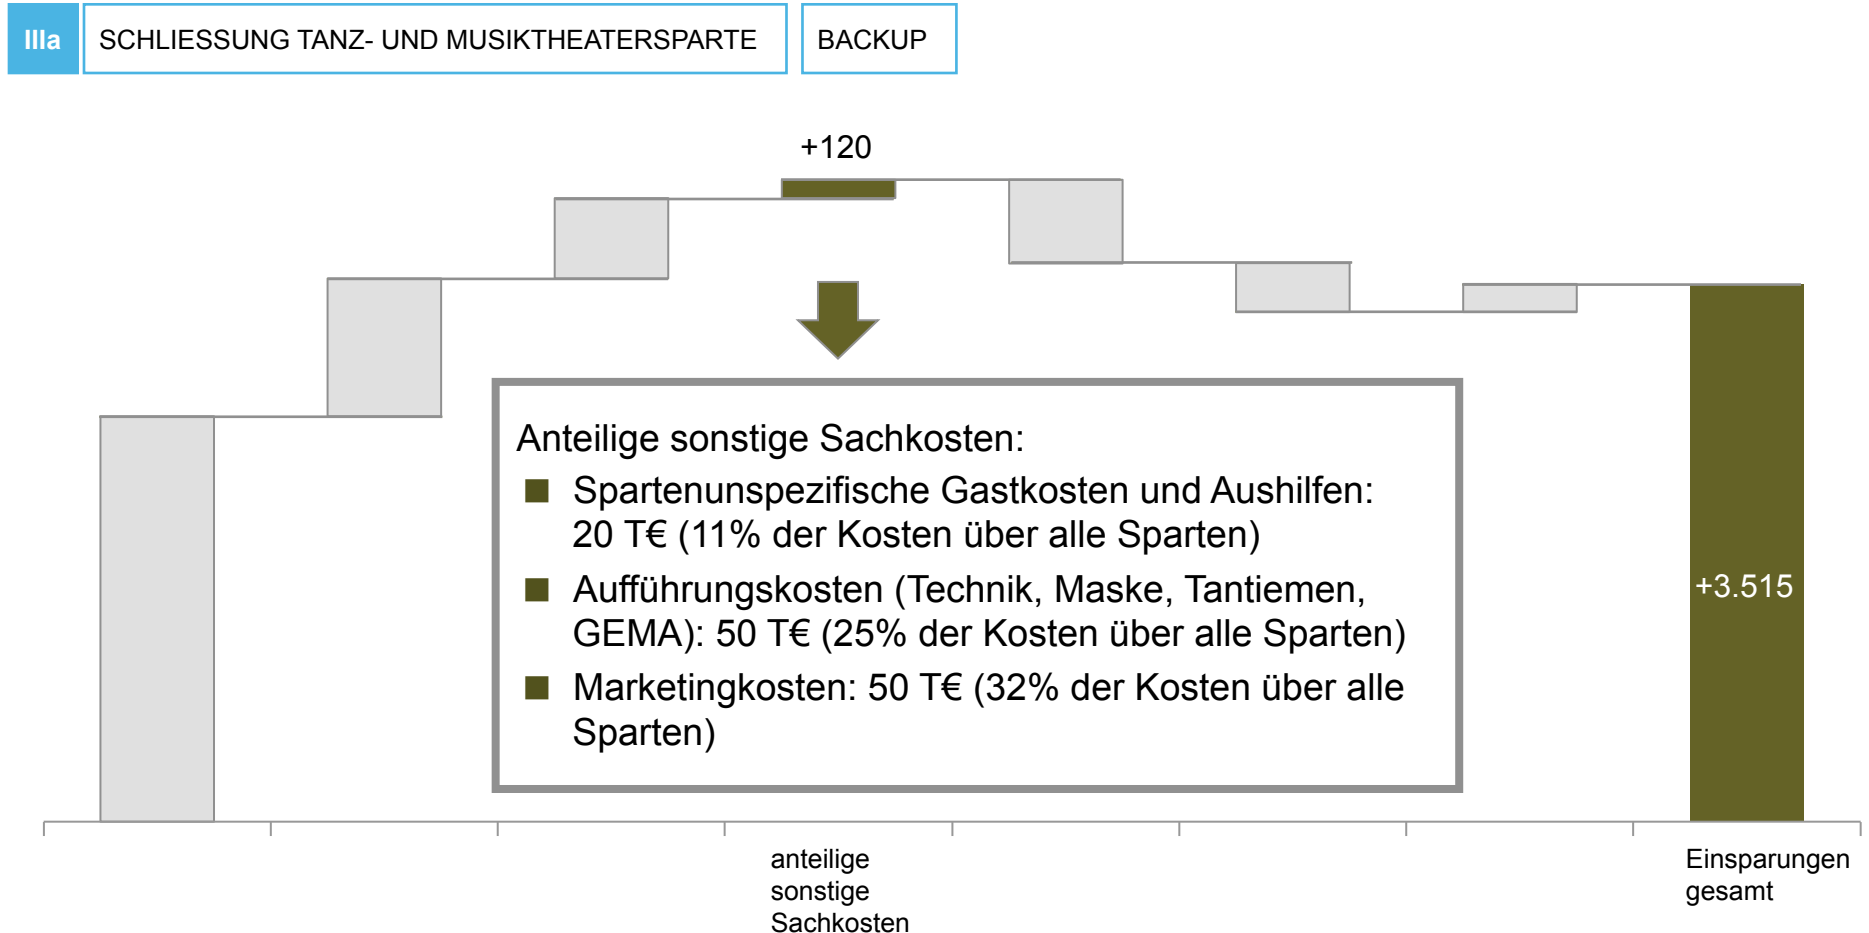 IIIa
SCHLIESSUNG TANZ- UND MUSIKTHEATERSPARTE
BACKUP
+120
Anteilige sonstige Sachkosten:
Spartenunspezifische Gastkosten und Aushilfen:
20 T€ (11% der Kosten über alle Sparten)
Aufführungskosten (Technik, Maske, Tantiemen,
GEMA): 50 T€ (25% der Kosten über alle Sparten)
Marketingkosten: 50 T€ (32% der Kosten über alle
Sparten)
+3.515
anteilige
sonstige
Sachkosten
Einsparungen
gesamt